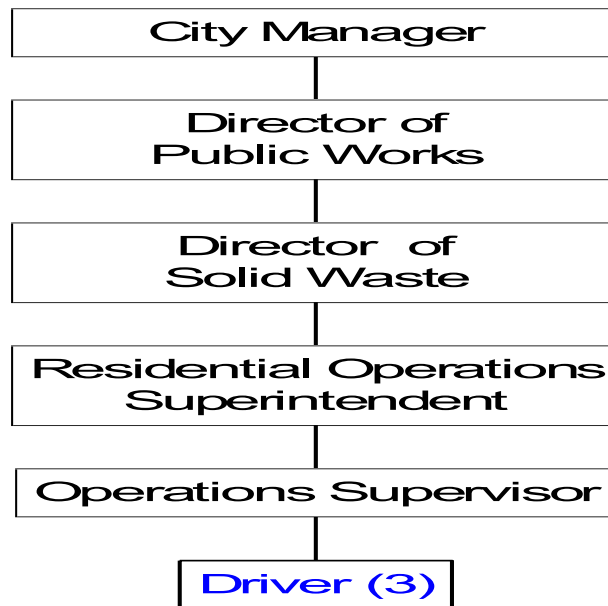 City Manager
Director of
Public Works
Director of
Solid Waste
Residential Operations
Superintendent
Operations Supervisor
Driver (3)